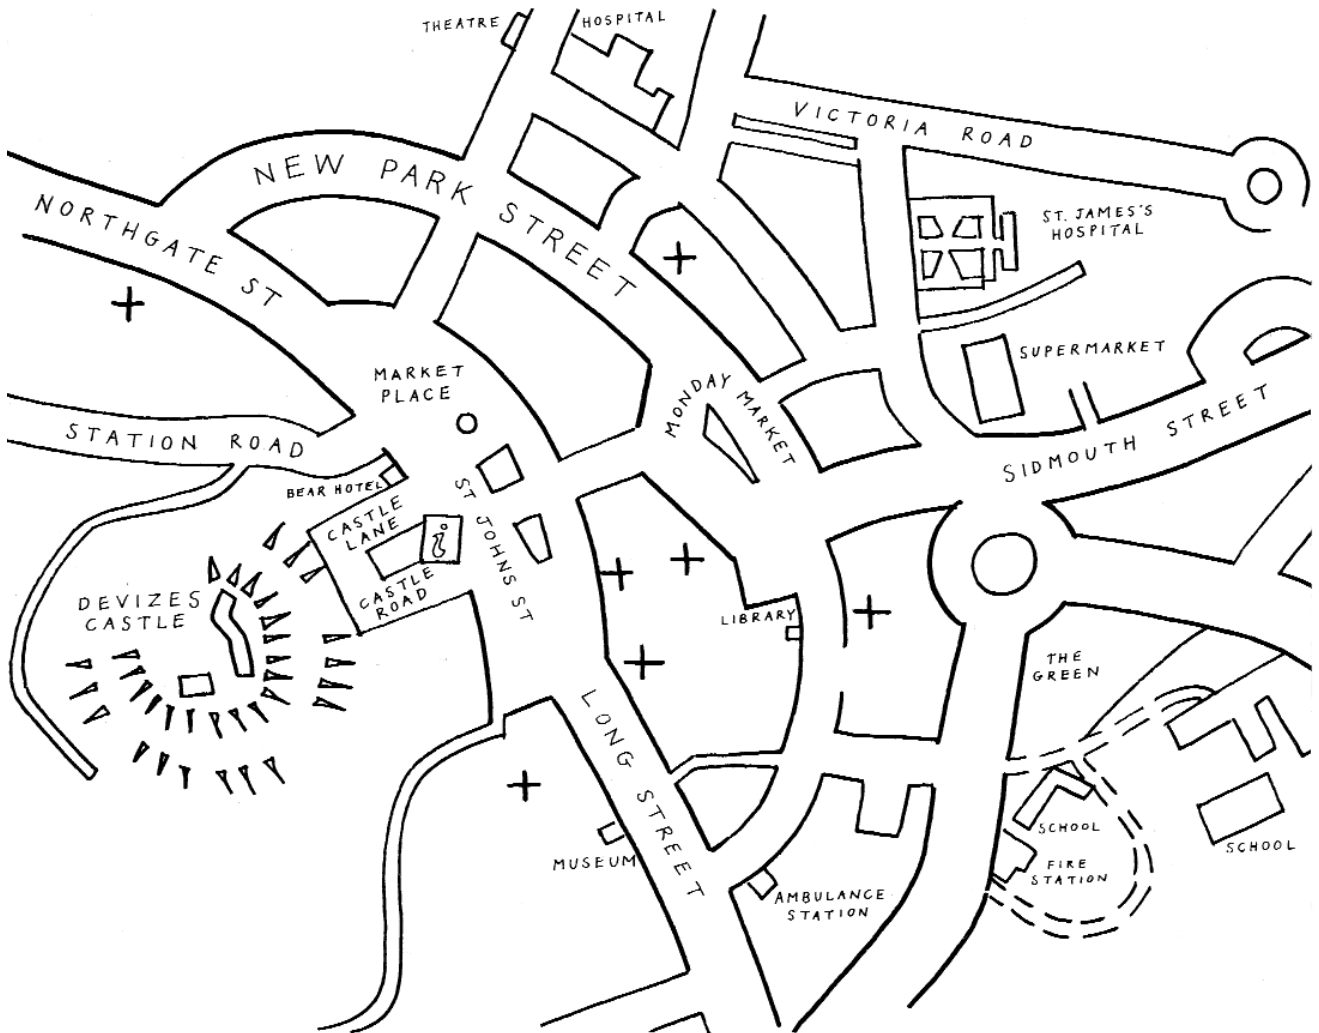 THEATRE
HOSPITAL
VICTORIA ROAD
NEW PARK STREET
NORTHGATE ST
ST. JAMES'S
HOSPITAL
SUPERMARKET
MARKET
PLACE
MONDAY MARKET
STATION ROAD
SIDMOUTH STREET
BEAR HOTEL
CASTLE
LANE
i
ST JOHNS ST
CASTLE
ROAD
DEVIZES
CASTLE
LIBRARY
THE
GREEN
LONG STREET
MUSEUM
SCHOOL
SCHOOL
FIRE
STATION
AMBULANCE
STATION